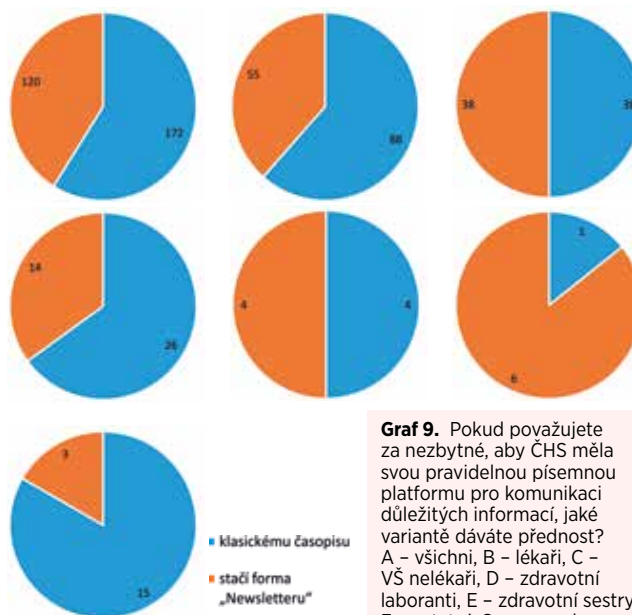 120
172
55
88
38
14
26
4
4
1
6
3
15
klasickému časopisu
stačí forma
„Newsletteru"
Graf 9. Pokud považujete
za nezbytné, aby ČHS měla
svou pravidelnou písemnou
platformu pro komunikaci
důležitých informací, jaké
variantě dáváte přednost?
A – všichni, B – lékaři, C –
VŠ nelékaři, D – zdravotní
laboranti, E – zdravotní sestry